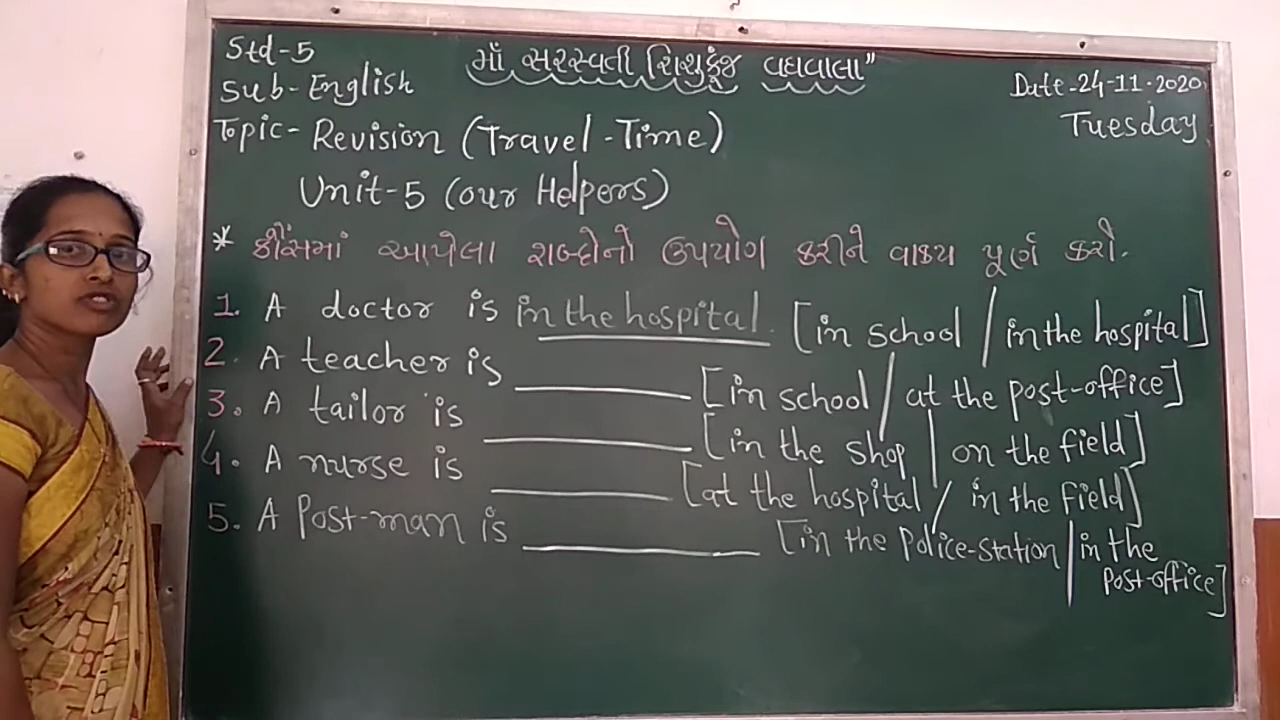 Std-5
માઁ સરસ્વતી શિશુકુંજ વઘવાલા"
Date-24-11-2020
Sub-English
Tuesday
Topic- Revision (Travel-Time)
Unit-5 (our Helpers)
* કૌંસમાં આપેલા શબ્દોનો ઉપયોગ કરીને વાક્ય પૂર્ણ કરો.
1. A doctor is in the hospital. [in school / in the hospital]
2. A teacher is ________ [in school / at the post-office]
3. A tailor is ________ [in the shop / on the field]
4. A nurse is ________ [at the hospital / in the field]
5. A Post-man is ________ [in the police-station / in the
post-office]